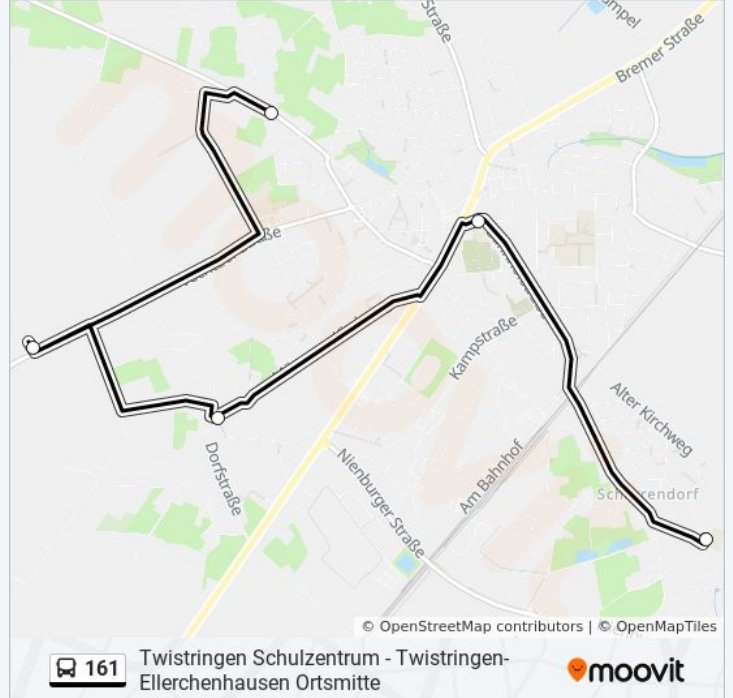 Straße
Bremer Straße
Kampstraße
Alter Kirchweg
Am Bahnhof
Dorfstraße
Nienburger Straße
© OpenStreetMap contributors | © OpenMapTiles
161
Twistringen Schulzentrum - Twistringen-
Ellerchenhausen Ortsmitte
moovit